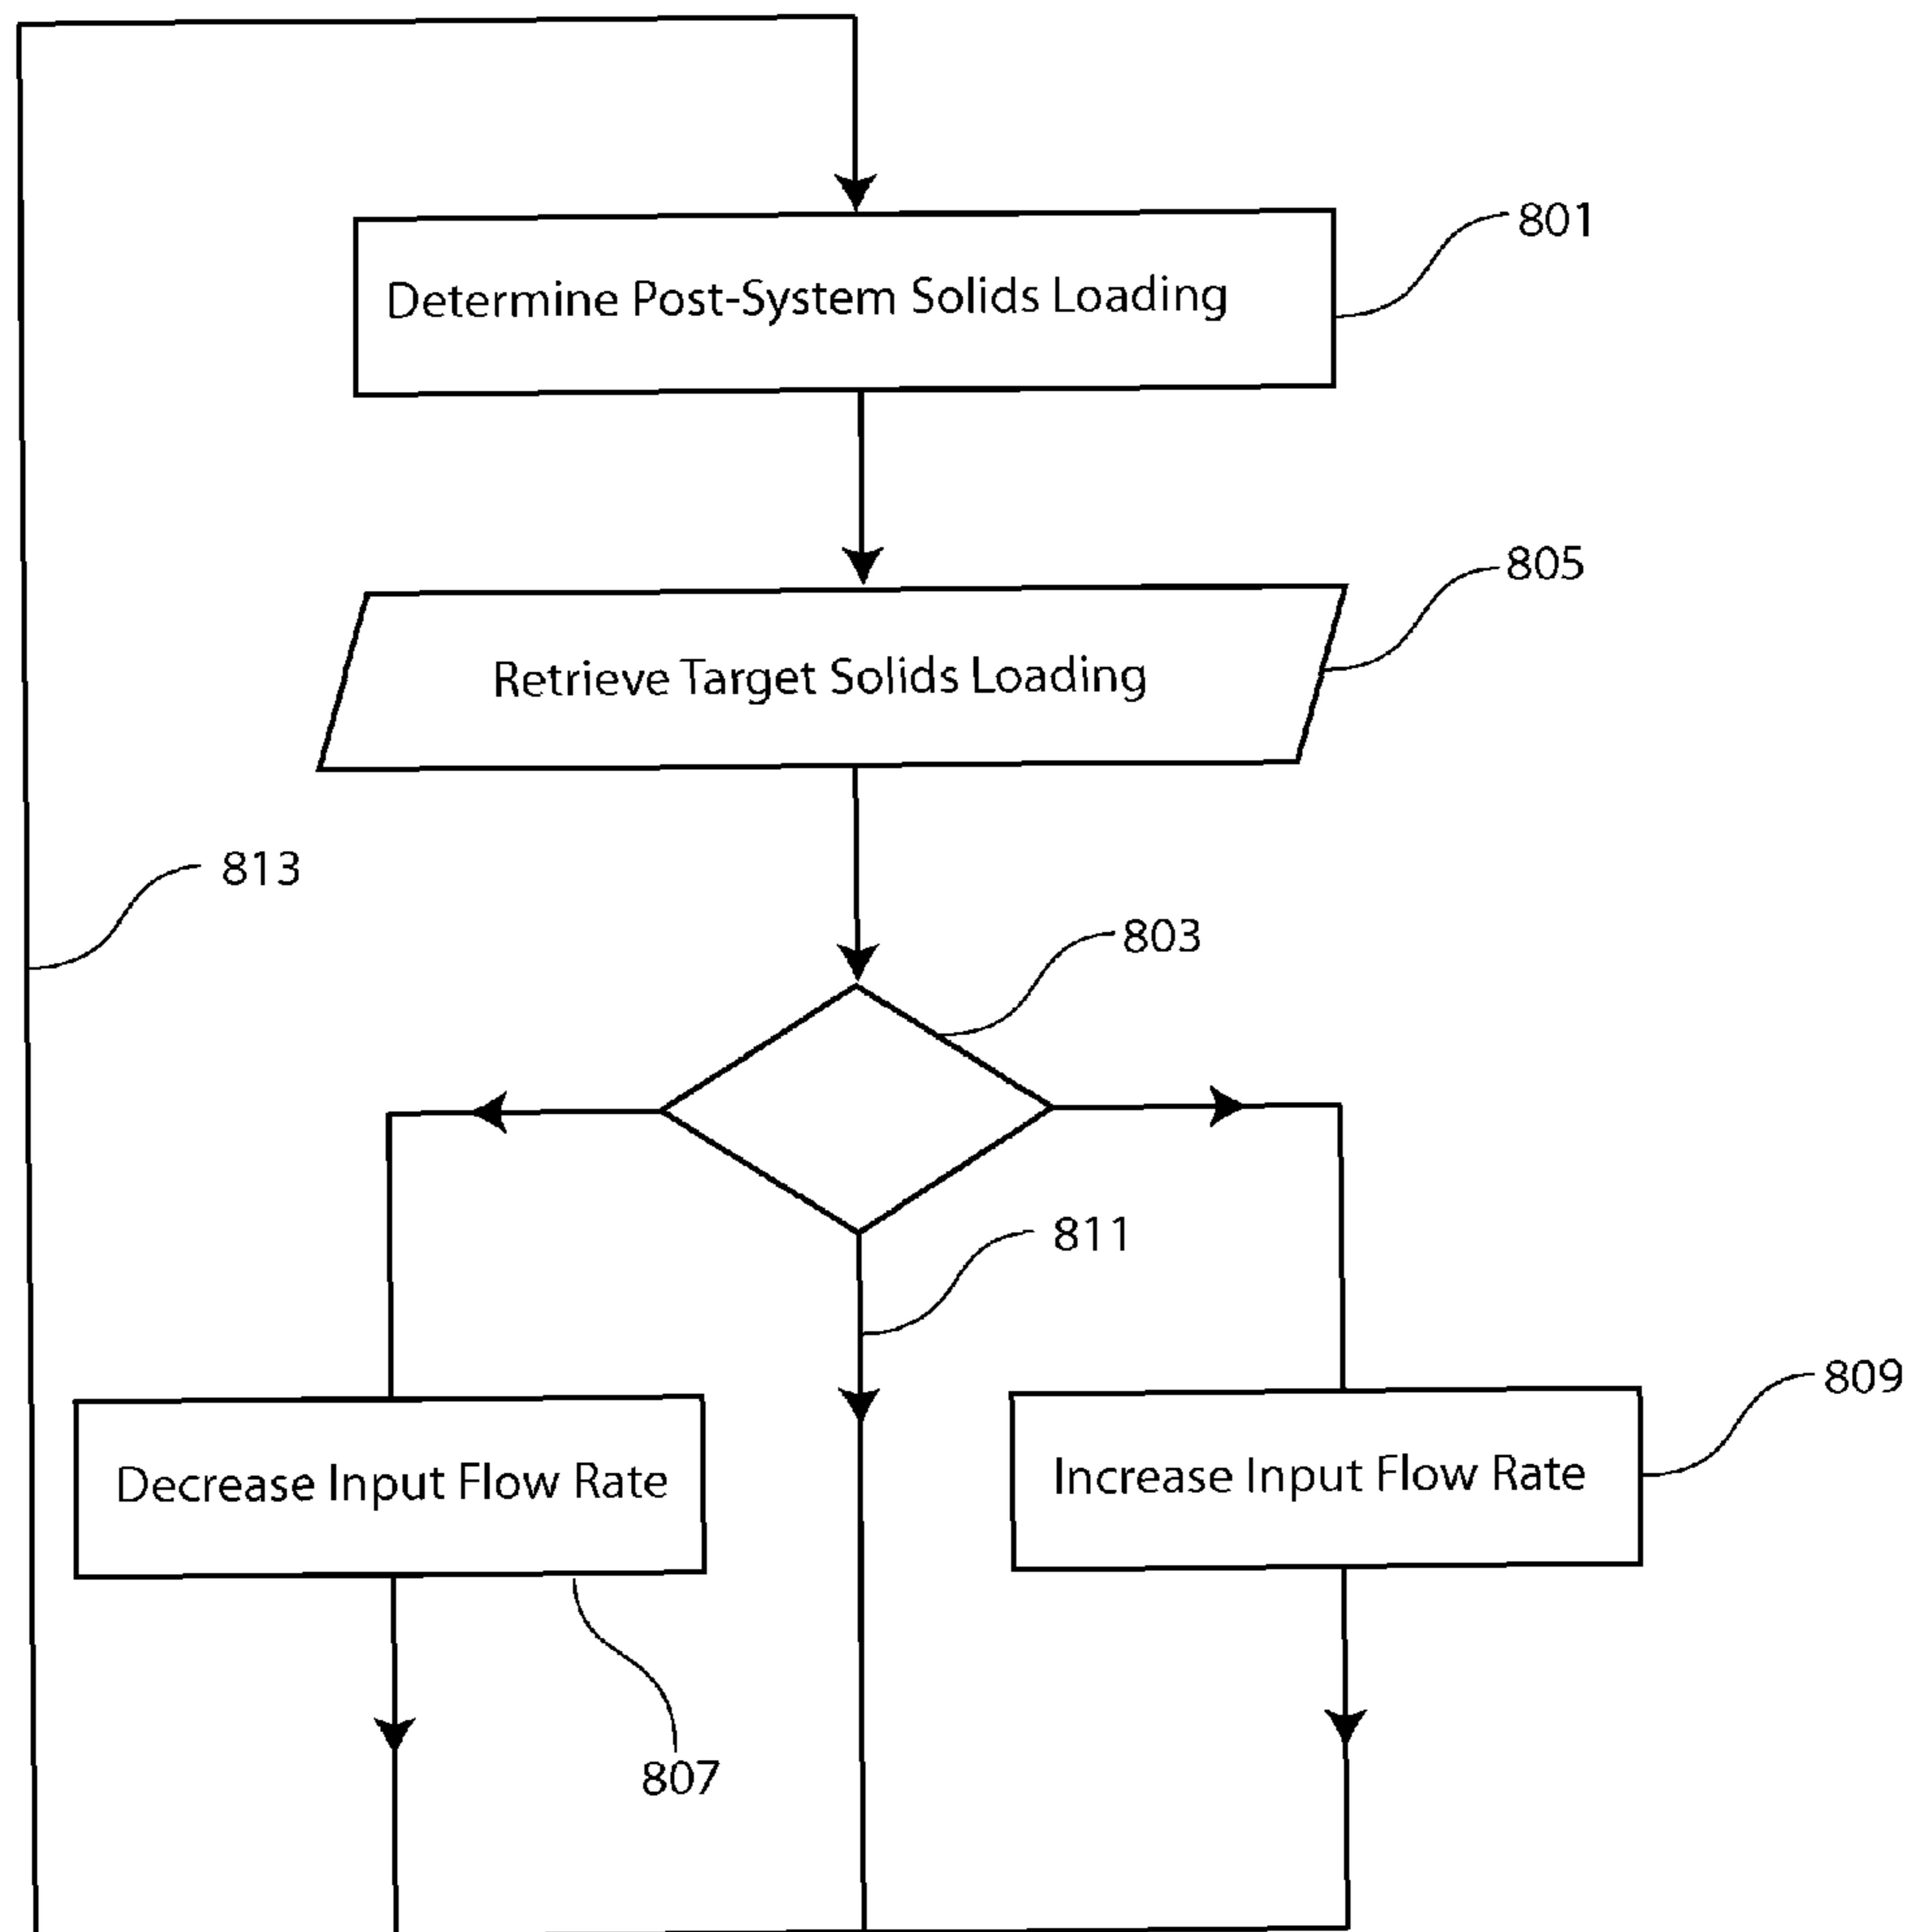 801
Determine Post-System Solids Loading
805
Retrieve Target Solids Loading
813
803
811
809
Decrease Input Flow Rate
Increase Input Flow Rate
807